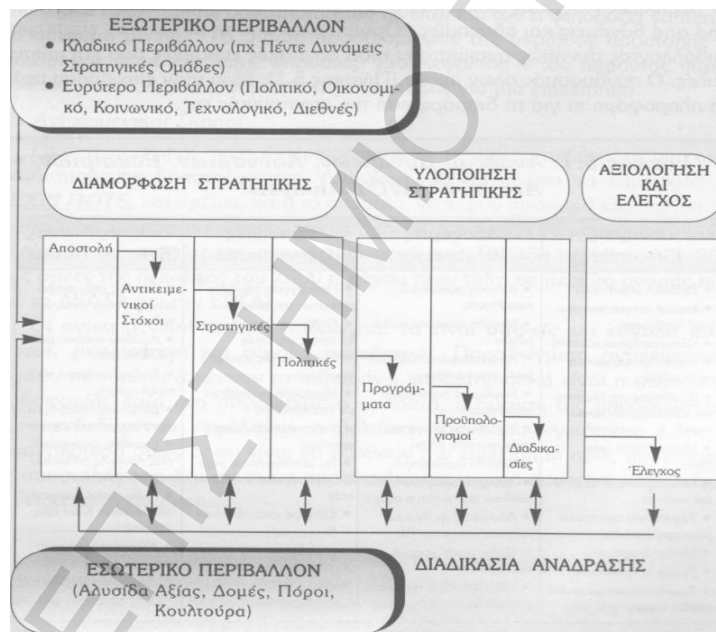 ΕΞΩΤΕΡΙΚΟ ΠΕΡΙΒΑΛΛΟΝ
• Κλαδικό Περιβάλλον (πχ Πέντε Δυνάμεις
Ομάδες)
• Ευρύτερο Περιβάλλον (Πολιτικό, Οικονομι-
κό, Κοινωνικό, Τεχνολογικό, Διεθνές)
ΔΙΑΜΟΡΦΩΣΗ ΣΤΡΑΤΗΓΙΚΗΣ
ΥΛΟΠΟΙΗΣΗ
ΣΤΡΑΤΗΓΙΚΗΣ
ΑΞΙΟΛΟΓΗΣΗ
ΚΑΙ
ΕΛΕΓΧΟΣ
Αποστολή
Αντικειμε-
νικοί
Στόχοι
Στρατηγικές
Πολιτικές
Προγράμ-
ματα
Προϋπολο-
γισμοί
Διαδικα-
σίες
Έλεγχος
ΕΣΩΤΕΡΙΚΟ ΠΕΡΙΒΑΛΛΟΝ
(Αλυσίδα Αξίας, Δομές, Πόροι,
Κουλτούρα)
ΔΙΑΔΙΚΑΣΙΑ ΑΝΑΔΡΑΣΗΣ